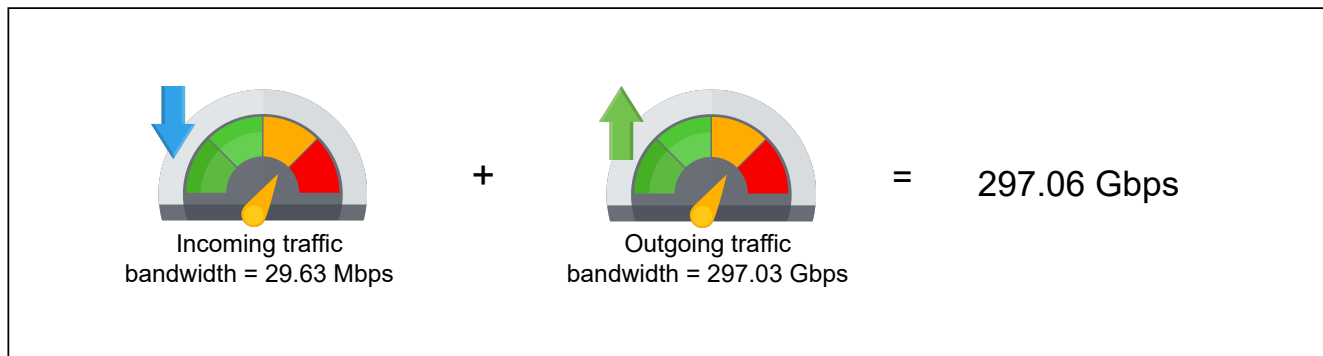 Incoming traffic
bandwidth = 29.63 Mbps
+
Outgoing traffic
bandwidth = 297.03 Gbps
=
297.06 Gbps